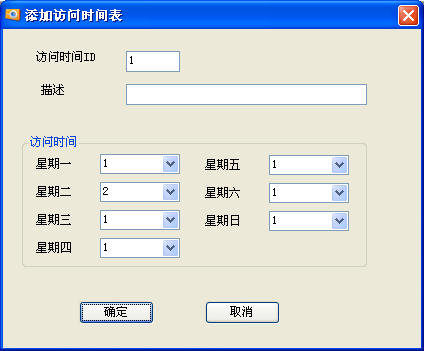 添加访问时间表
访问时间ID 1
描述
访问时间
星期一 1 星期五 1
星期二 2 星期六 1
星期三 1 星期日 1
星期四 1
确定 取消